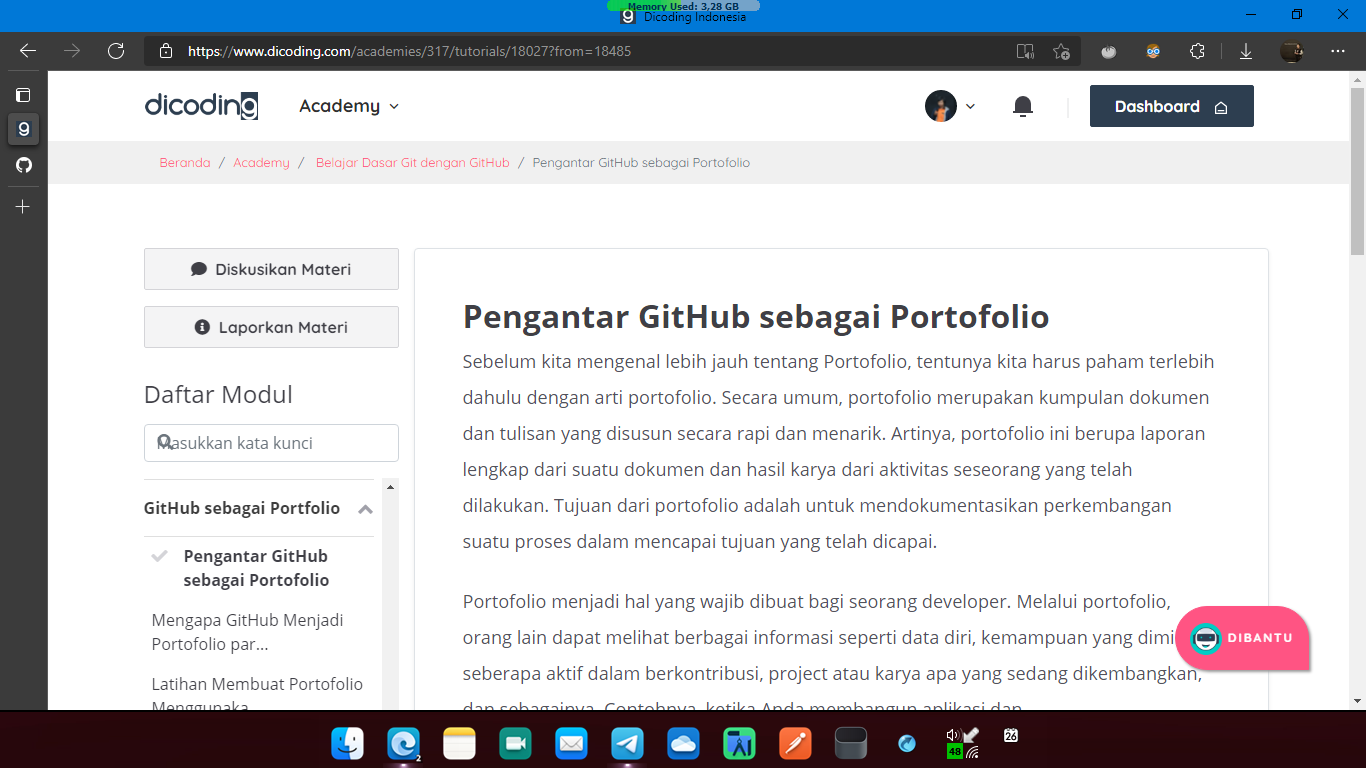 Memory Used: 3,28 GB
Dicoding Indonesia
https://www.dicoding.com/academies/317/tutorials/18027?from=18485
dicoding
Academy
Dashboard
Beranda / Academy / Belajar Dasar Git dengan GitHub / Pengantar GitHub sebagai Portofolio
Diskusikan Materi
Laporkan Materi
Daftar Modul
Masukkan kata kunci
GitHub sebagai Portfolio
Pengantar GitHub
sebagai Portofolio
Mengapa GitHub Menjadi
Portofolio par...
Latihan Membuat Portofolio
Menggunaka
Pengantar GitHub sebagai Portofolio
Sebelum kita mengenal lebih jauh tentang Portofolio, tentunya kita harus paham terlebih
dahulu dengan arti portofolio. Secara umum, portofolio merupakan kumpulan dokumen
dan tulisan yang disusun secara rapi dan menarik. Artinya, portofolio ini berupa laporan
lengkap dari suatu dokumen dan hasil karya dari aktivitas seseorang yang telah
dilakukan. Tujuan dari portofolio adalah untuk mendokumentasikan perkembangan
suatu proses dalam mencapai tujuan yang telah dicapai.
Portofolio menjadi hal yang wajib dibuat bagi seorang developer. Melalui portofolio,
orang lain dapat melihat berbagai informasi seperti data diri, kemampuan yang dimi
seberapa aktif dalam berkontribusi, project atau karya apa yang sedang dikembangkan,
dan sebagainya. Contohnya, ketika Anda membangun aplikasi dan
DIBANTU
2
48
26